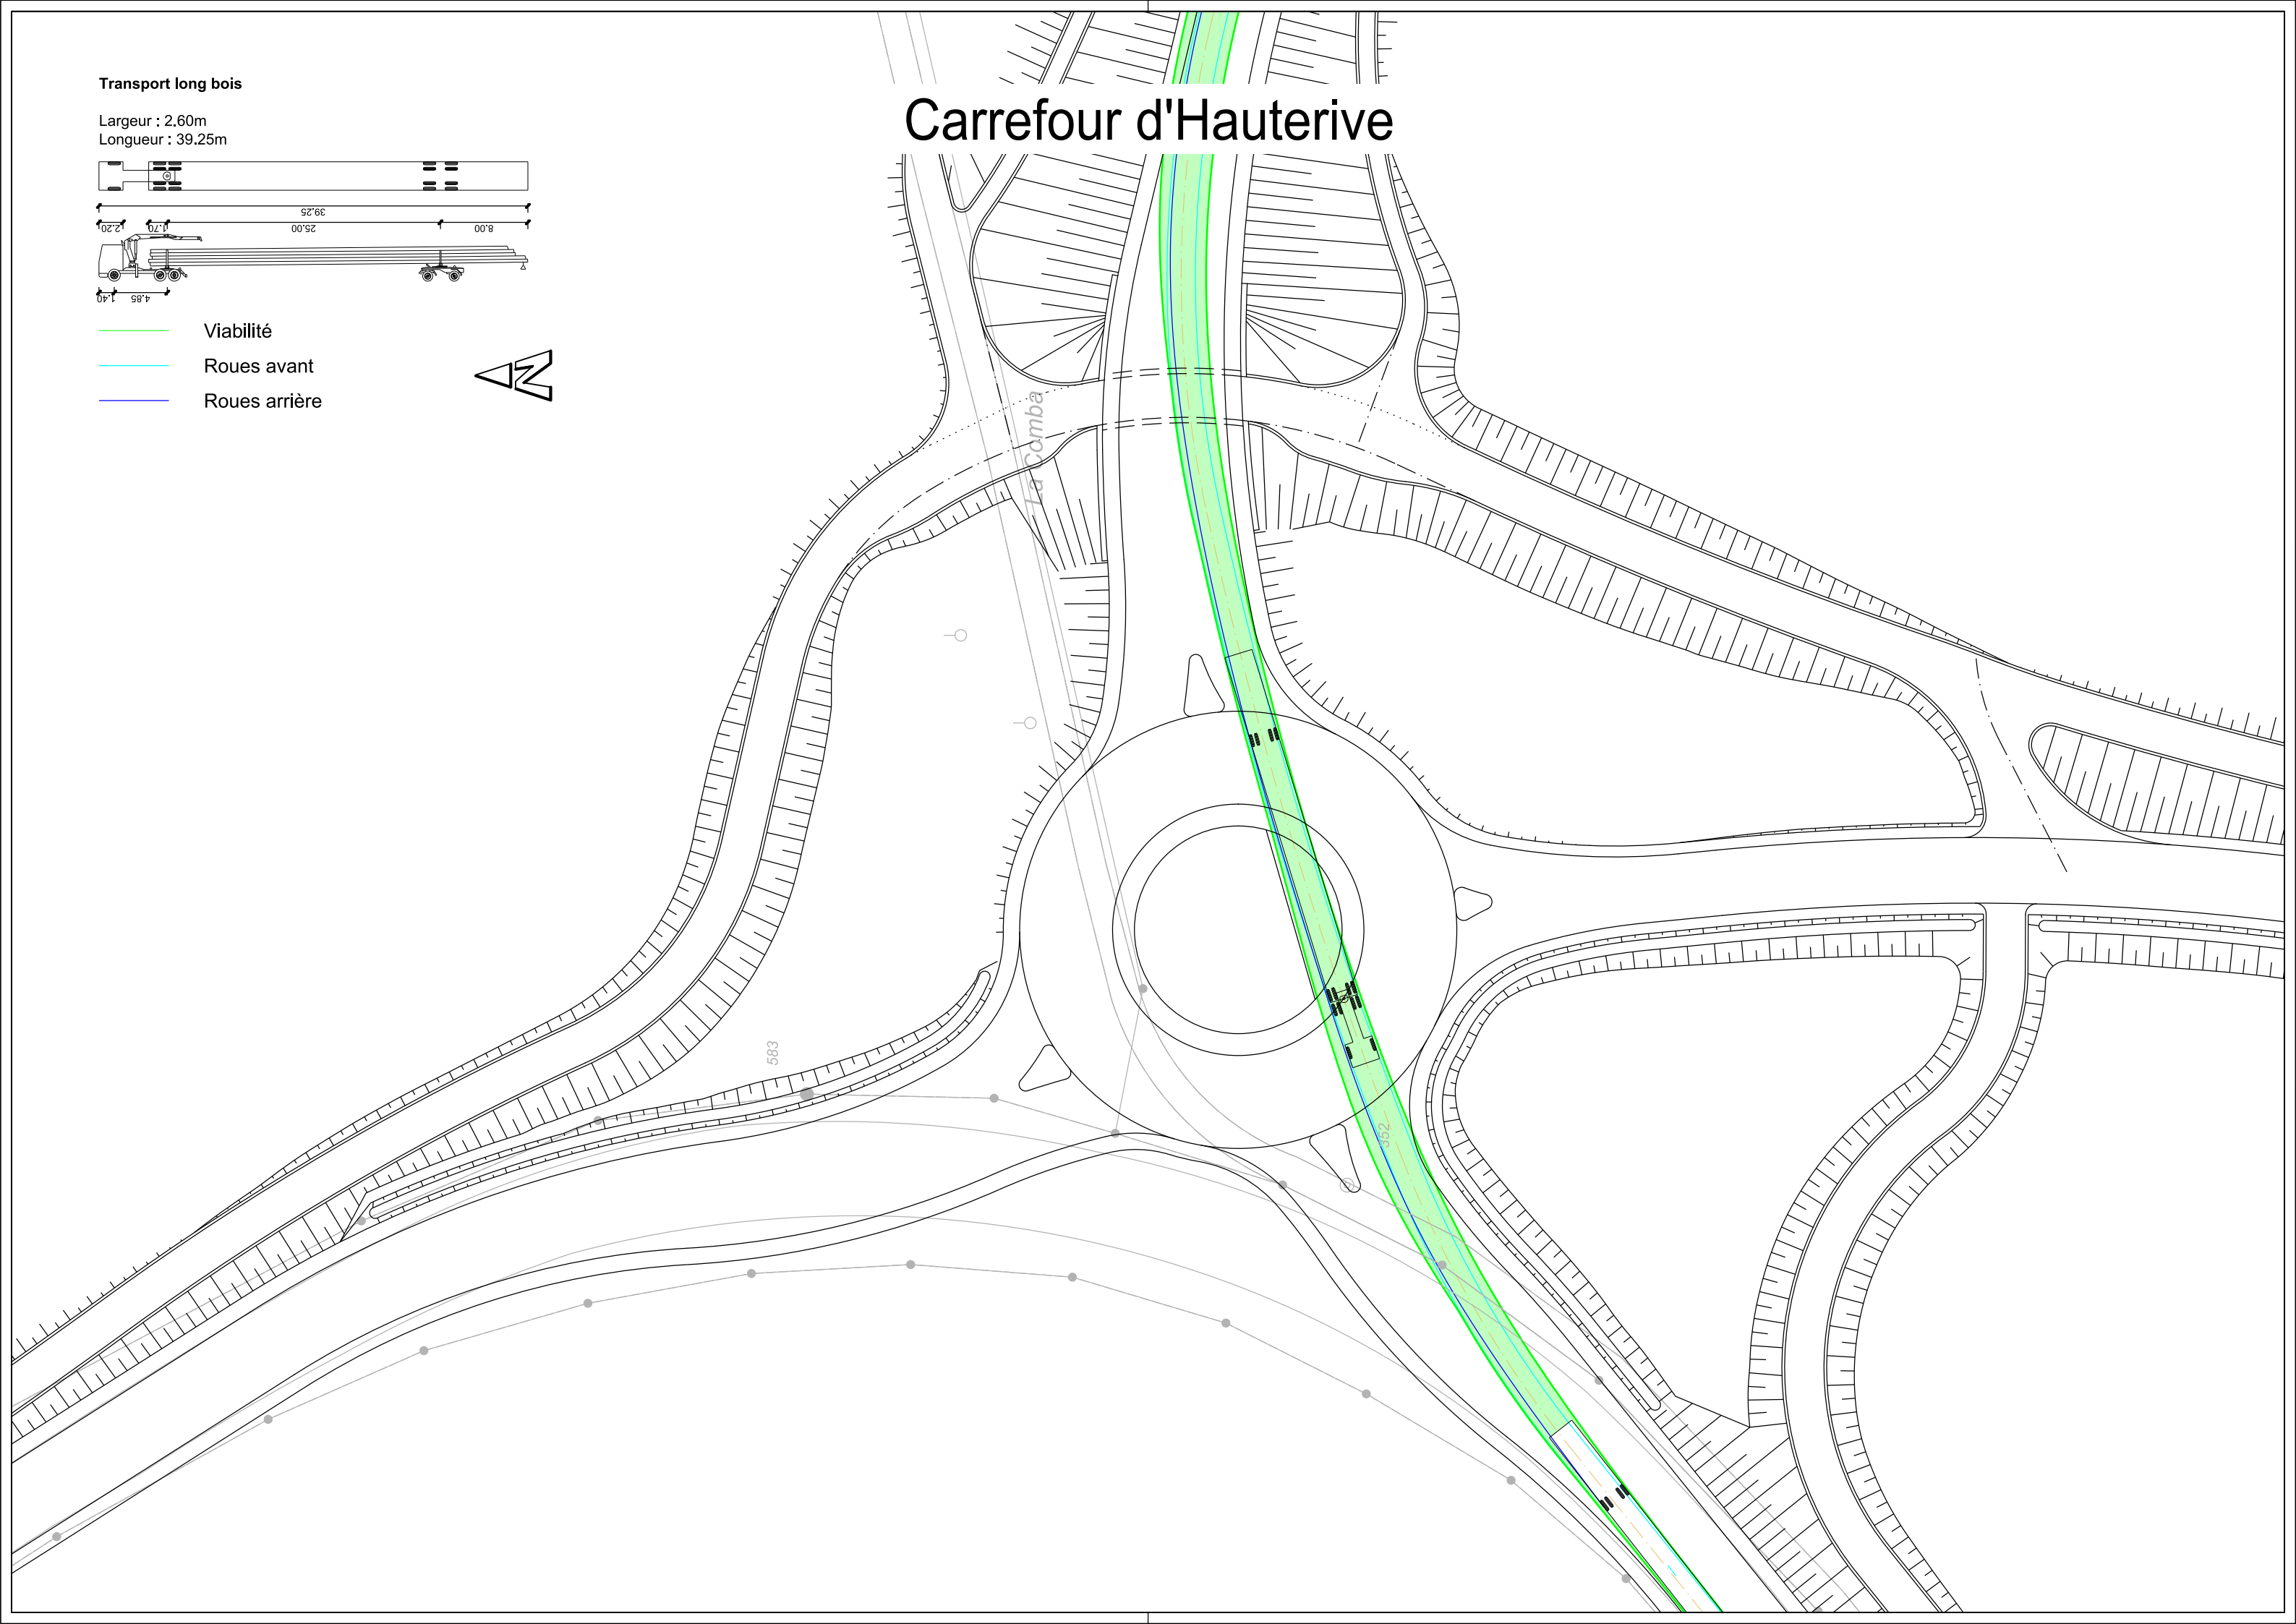 Carrefour d'Hauterive
Transport long bois
Largeur : 2.60m
Longueur : 39.25m
39.25
2.20
1.70
25.00
8.00
1.40
4.85
Viabilité
Roues avant
Roues arrière
N
La Comba
583
352